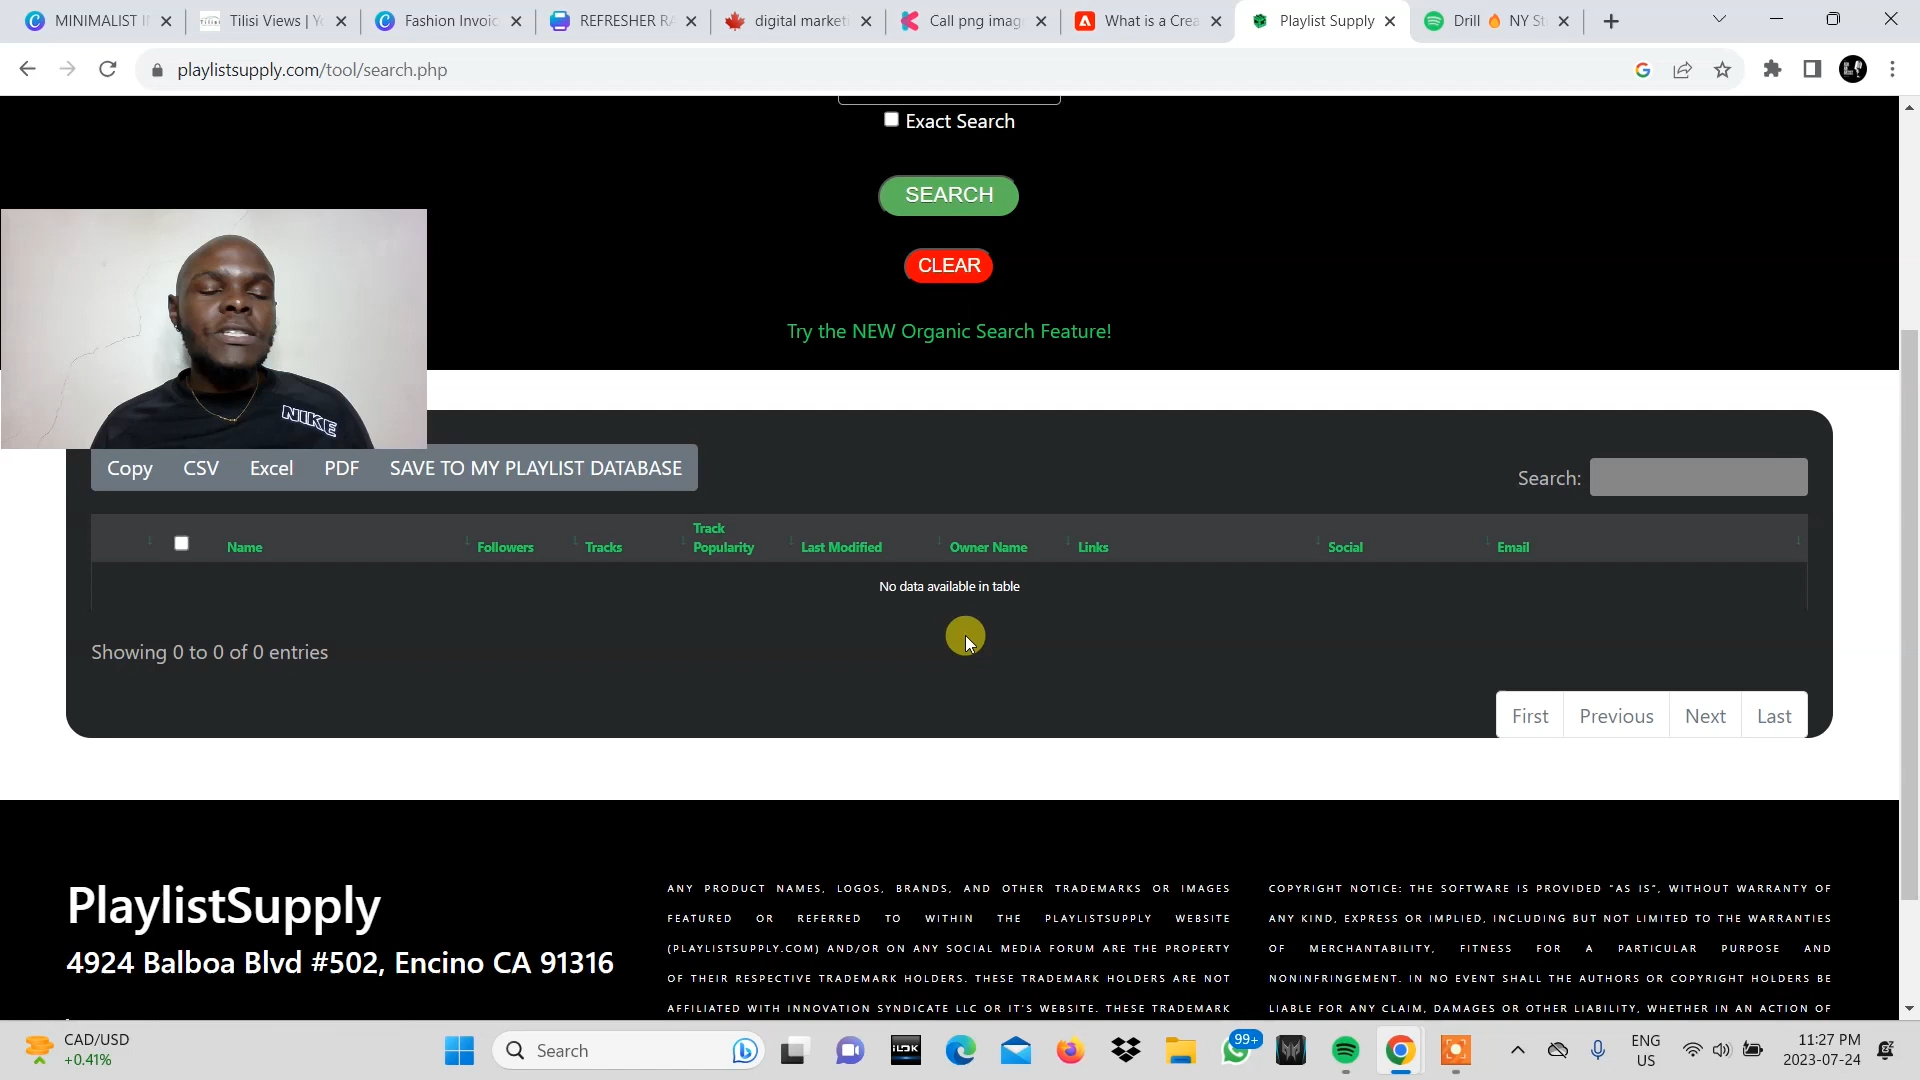 MINIMALIST I
Tilisi Views | Yo
Fashion Invoic
REFRESHER RA
digital marketi
Call png imag
What is a Crea
Playlist Supply
Drill 🔥 NY St
playlistsupply.com/tool/search.php
Exact Search
SEARCH
CLEAR
Try the NEW Organic Search Feature!
NIKE
Copy CSV Excel PDF SAVE TO MY PLAYLIST DATABASE
Search:
Name Followers Tracks Track Popularity Last Modified Owner Name Links Social Email
No data available in table
Showing 0 to 0 of 0 entries
First Previous Next Last
PlaylistSupply
4924 Balboa Blvd #502, Encino CA 91316
ANY PRODUCT NAMES, LOGOS, BRANDS, AND OTHER TRADEMARKS OR IMAGES
FEATURED OR REFERRED TO WITHIN THE PLAYLISTSUPPLY WEBSITE
(PLAYLISTSUPPLY.COM) AND/OR ON ANY SOCIAL MEDIA FORUM ARE THE PROPERTY
OF THEIR RESPECTIVE TRADEMARK HOLDERS. THESE TRADEMARK HOLDERS ARE NOT
AFFILIATED WITH INNOVATION SYNDICATE LLC OR IT'S WEBSITE. THESE TRADEMARK
COPYRIGHT NOTICE: THE SOFTWARE IS PROVIDED "AS IS", WITHOUT WARRANTY OF
ANY KIND, EXPRESS OR IMPLIED, INCLUDING BUT NOT LIMITED TO THE WARRANTIES
OF MERCHANTABILITY, FITNESS FOR A PARTICULAR PURPOSE AND
NONINFRINGEMENT. IN NO EVENT SHALL THE AUTHORS OR COPYRIGHT HOLDERS BE
LIABLE FOR ANY CLAIM, DAMAGES OR OTHER LIABILITY, WHETHER IN AN ACTION OF
CAD/USD
+0.41%
Search
iLOK
99+
ENG
US
11:27 PM
2023-07-24